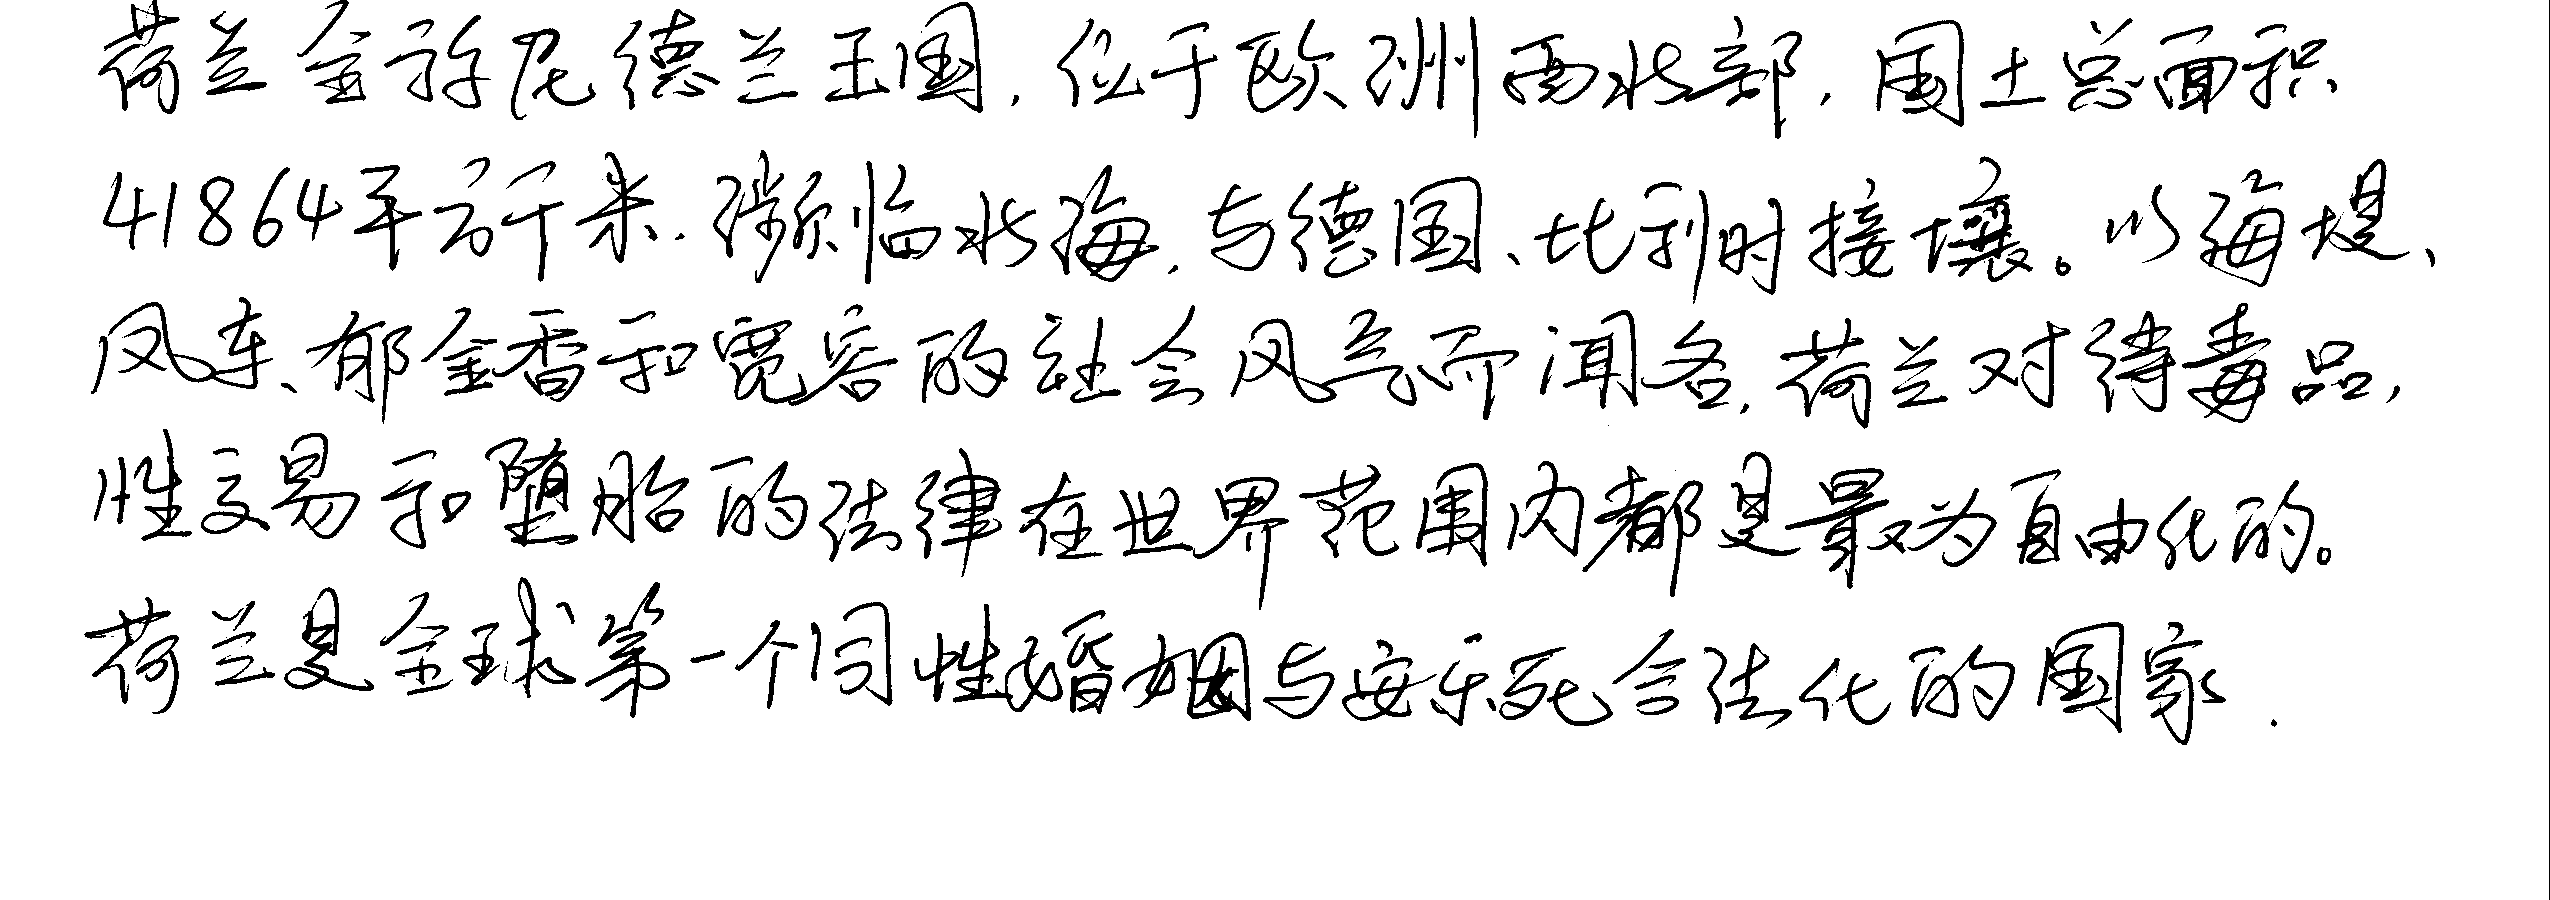 荷兰全称尼德兰王国，位于欧洲西北部，国土总面积
41864平方千米，濒临北海，与德国、比利时接壤。以海堤、
风车、郁金香和宽容的社会风气而闻名，荷兰对待毒品，
性交易和堕胎的法律在世界范围内都是最为自由化的。
荷兰是全球第一个同性婚姻与安乐死合法化的国家．